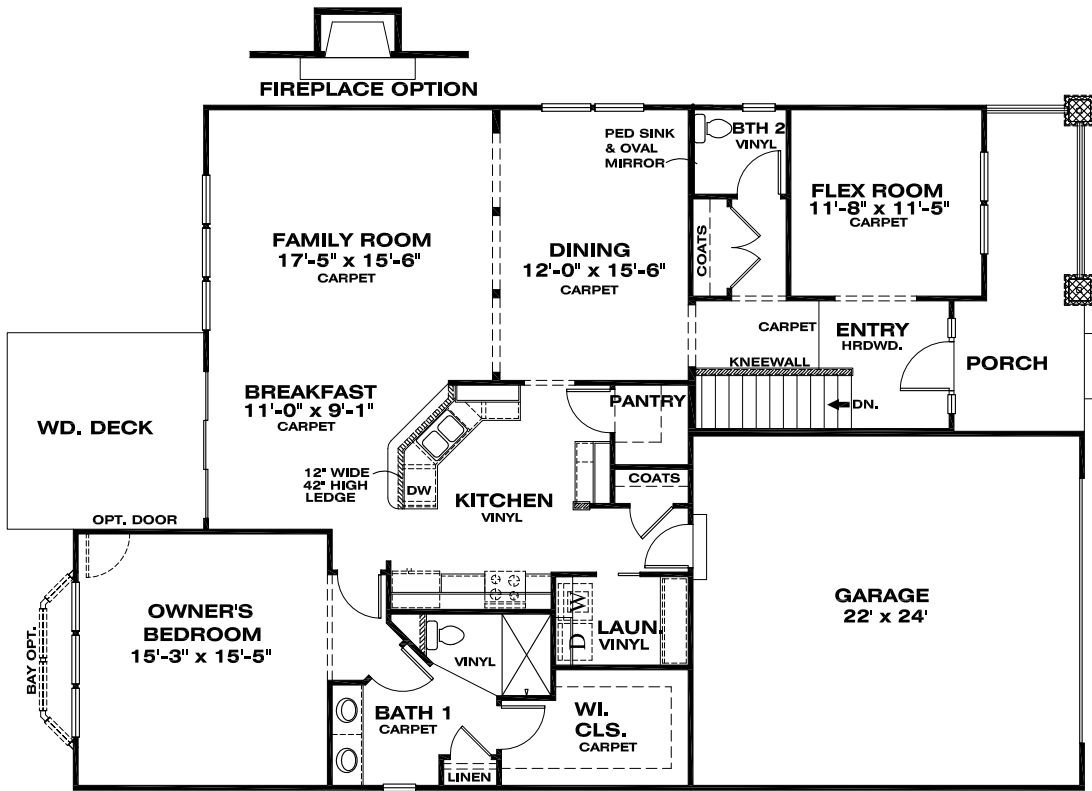 FIREPLACE OPTION
PED SINK
& OVAL
MIRROR
BTH 2
VINYL
FLEX ROOM
11'-8" x 11'-5"
CARPET
FAMILY ROOM
17'-5" x 15'-6"
CARPET
DINING
12'-0" x 15'-6"
CARPET
COATS
CARPET
ENTRY
HRDWD.
KNEEWALL
PORCH
DN.
BREAKFAST
11'-0" x 9'-1"
CARPET
PANTRY
WD. DECK
12" WIDE
42" HIGH
LEDGE
DW
KITCHEN
VINYL
COATS
OPT. DOOR
OWNER'S
BEDROOM
15'-3" x 15'-5"
BAY OPT.
VINYL
W
D
LAUN.
VINYL
GARAGE
22' x 24'
BATH 1
CARPET
LINEN
WI.
CLS.
CARPET